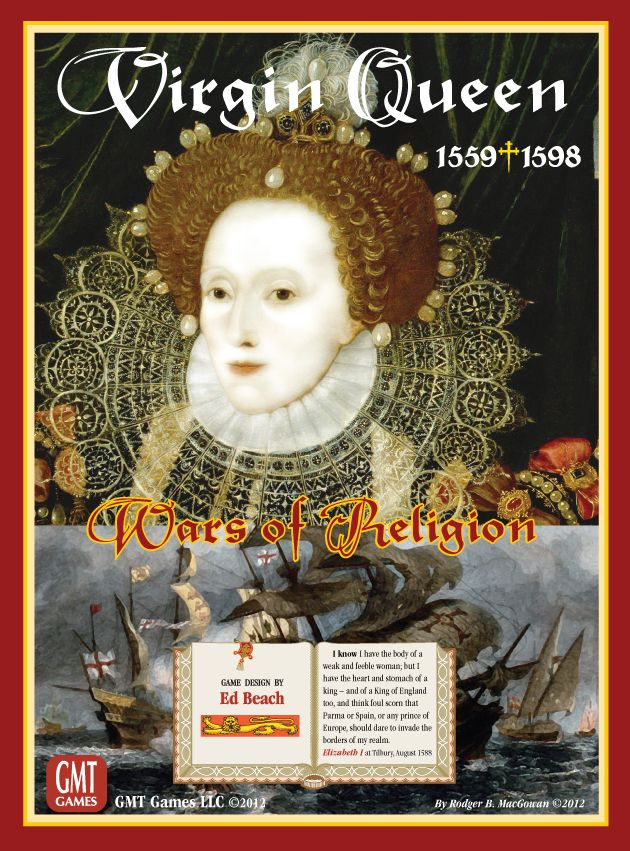 Virgin Queen
1559†1598
Wars of Religion
GAME DESIGN BY
Ed Beach
I know I have the body of a
weak and feeble woman; but I
have the heart and stomach of a
king – and of a King of England
too, and think foul scorn that
Parma or Spain, or any prince of
Europe, should dare to invade the
borders of my realm.
Elizabeth I at Tilbury, August 1588
GMT
GAMES
GMT Games LLC ©2012
By Rodger B. MacGowan ©2012